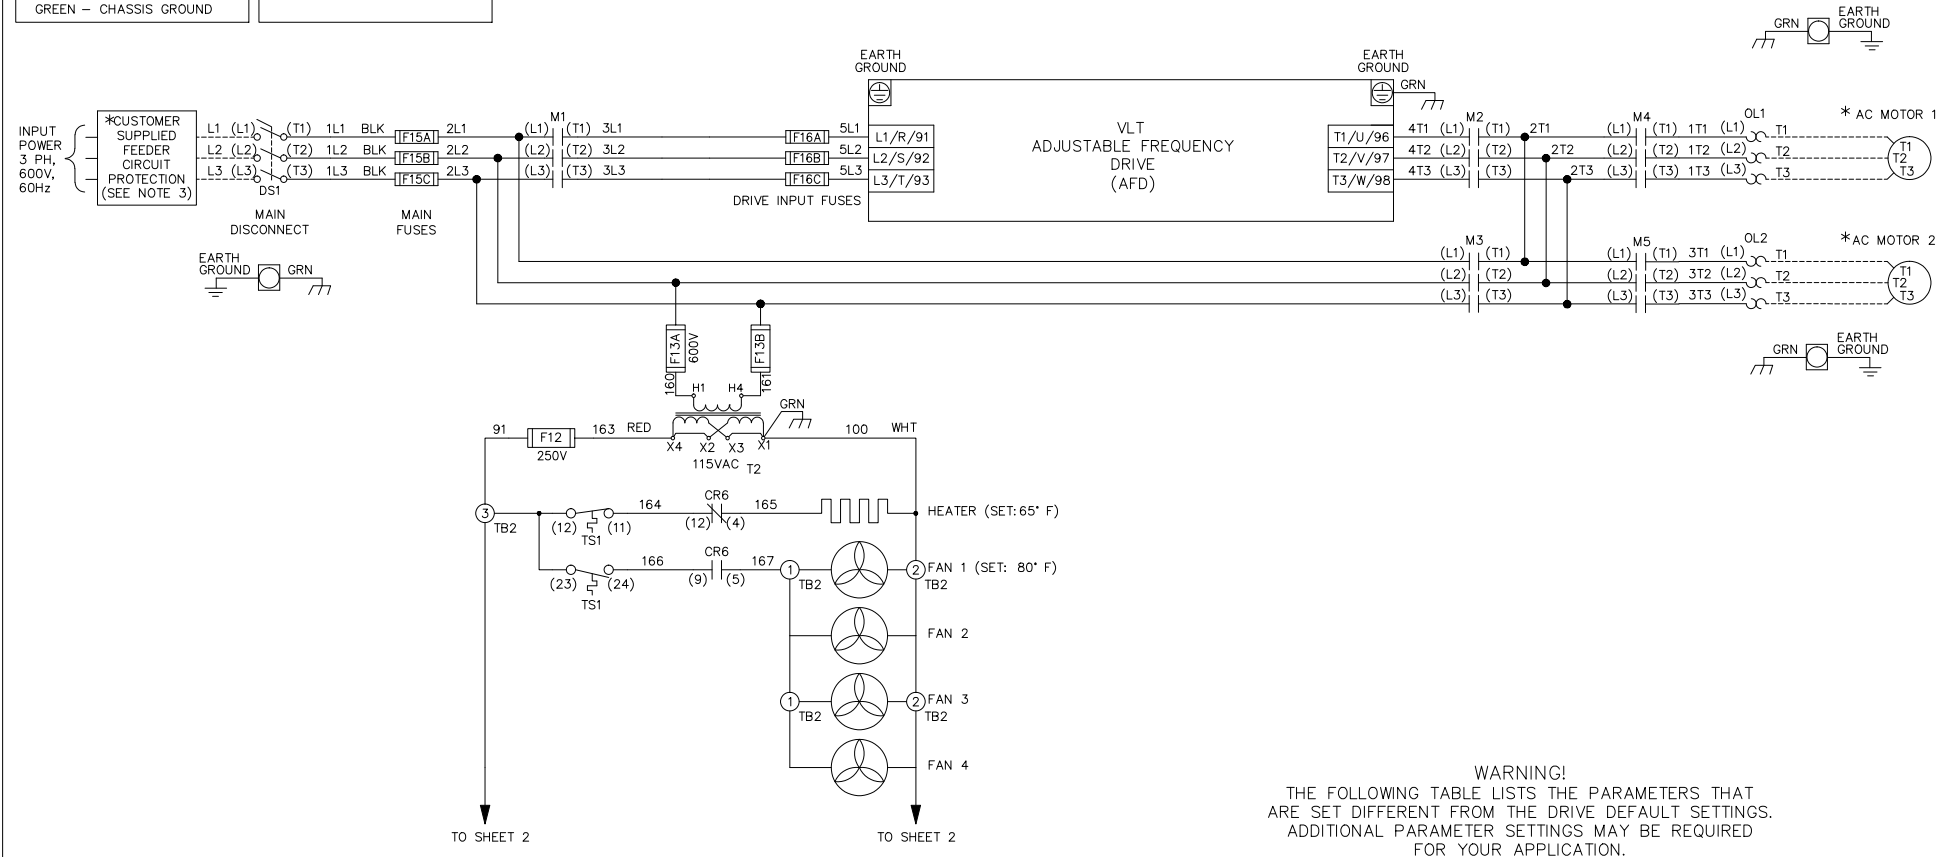 GREEN – CHASSIS GROUND
GRN
EARTH
GROUND
EARTH
GROUND
EARTH
GROUND
GRN
INPUT
POWER
3 PH,
600V,
60Hz
*CUSTOMER
SUPPLIED
FEEDER
CIRCUIT
PROTECTION
(SEE NOTE 3)
L1 (L1) (T1) 1L1 BLK F15A 2L1 (L1) M1 (T1) 3L1 F16A 5L1 L1/R/91
L2 (L2) (T2) 1L2 BLK F15B 2L2 (L2) (T2) 3L2 F16B 5L2 L2/S/92
L3 (L3) (T3) 1L3 BLK F15C 2L3 (L3) (T3) 3L3 F16C 5L3 L3/T/93
DS1
MAIN
DISCONNECT
MAIN
FUSES
DRIVE INPUT FUSES
VLT
ADJUSTABLE FREQUENCY
DRIVE
(AFD)
M2 M4 OL1 * AC MOTOR 1
T1/U/96 4T1 (L1) (T1) 2T1 (L1) (T1) 1T1 (L1) T1 T1
T2/V/97 4T2 (L2) (T2) 2T2 (L2) (T2) 1T2 (L2) T2 T2
T3/W/98 4T3 (L3) (T3) 2T3 (L3) (T3) 1T3 (L3) T3 T3
M3 M5 OL2 *AC MOTOR 2
(L1) (T1) (L1) (T1) 3T1 (L1) T1 T1
(L2) (T2) (L2) (T2) 3T2 (L2) T2 T2
(L3) (T3) (L3) (T3) 3T3 (L3) T3 T3
EARTH
GROUND
GRN
GRN
EARTH
GROUND
F13A
600V
F13B
160
161
H1 H4
GRN
91 F12 163 RED
250V
X4 X2 X3 X1
100 WHT
115VAC T2
3
TB2
(12) (11)
TS1
164
CR6
(12) (4)
165
HEATER (SET:65° F)
(23) (24)
TS1
166
CR6
(9) (5)
167
1
TB2
2
TB2
FAN 1 (SET: 80° F)
FAN 2
1
TB2
2
TB2
FAN 3
FAN 4
TO SHEET 2
TO SHEET 2
WARNING!
THE FOLLOWING TABLE LISTS THE PARAMETERS THAT
ARE SET DIFFERENT FROM THE DRIVE DEFAULT SETTINGS.
ADDITIONAL PARAMETER SETTINGS MAY BE REQUIRED
FOR YOUR APPLICATION.